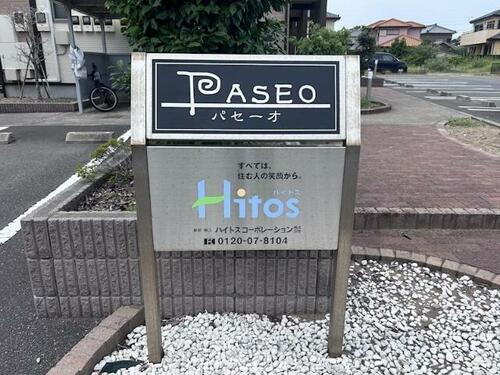 PASEO
パセーオ
すべては、
住む人の笑顔から。
ハイトス
Hitos
ハイトスコーポレーション
0120-07-8104